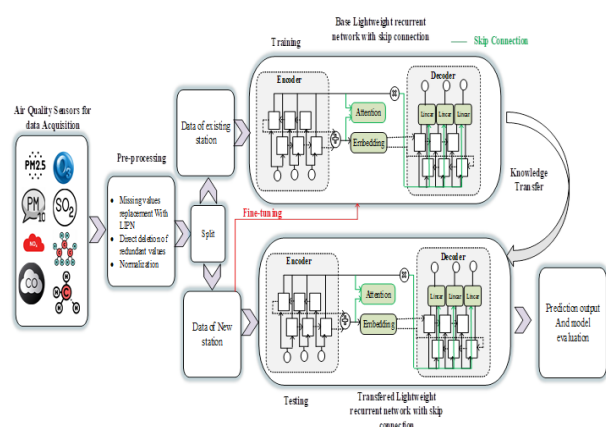 Base Lightweight recurrent
network with skip connection
Training
Skip Connection
Encoder
Decoder
Attention
Embedding
Linear
Linear
Linear
Air Quality Sensors for
data Acquisition
PM2.5
O3
PM
10
SO2
NO2
CO
Pre-processing
• Missing values
replacement With
LIPN
• Direct deletion of
redundant values
• Normalization
Data of existing
station
Split
Data of New
station
Fine-tuning
Knowledge
Transfer
Encoder
Decoder
Attention
Embedding
Linear
Linear
Linear
Testing
Transferred Lightweight
recurrent network with skip
connection
Prediction output
And model
evaluation